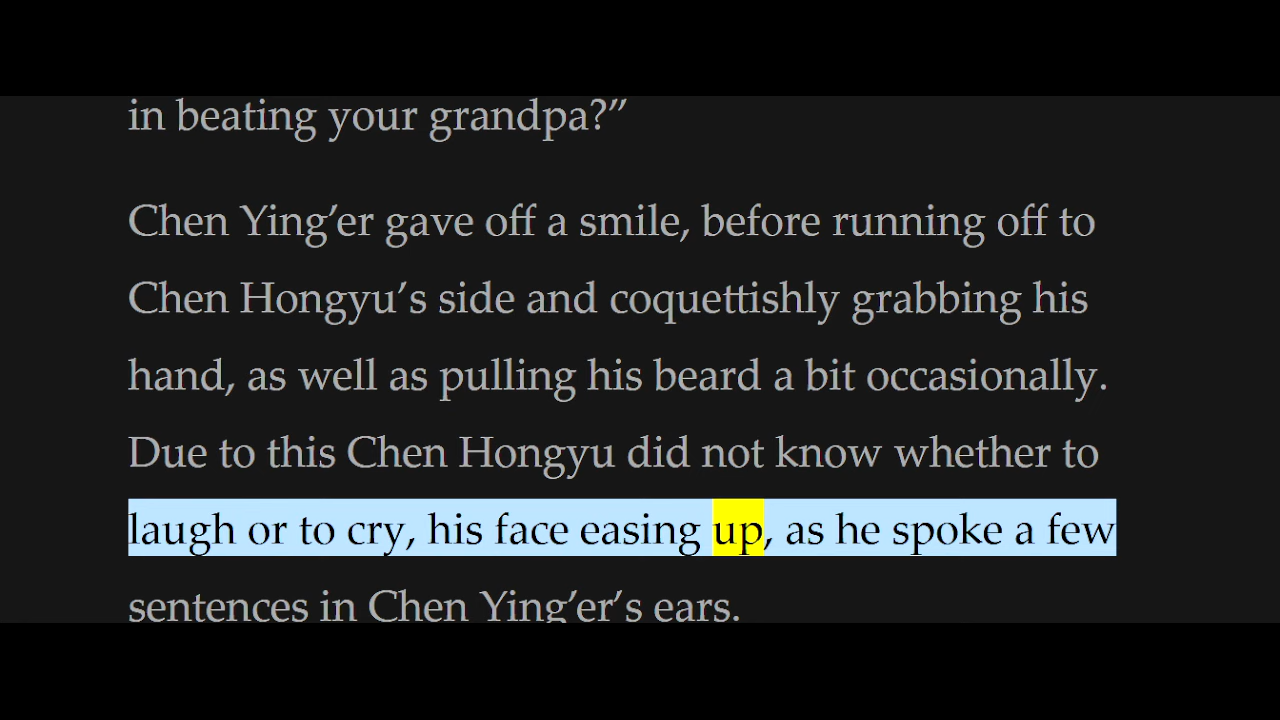 in beating your grandpa?”
Chen Ying’er gave off a smile, before running off to
Chen Hongyu’s side and coquettishly grabbing his
hand, as well as pulling his beard a bit occasionally.
Due to this Chen Hongyu did not know whether to
laugh or to cry, his face easing up, as he spoke a few
sentences in Chen Ying’er’s ears.